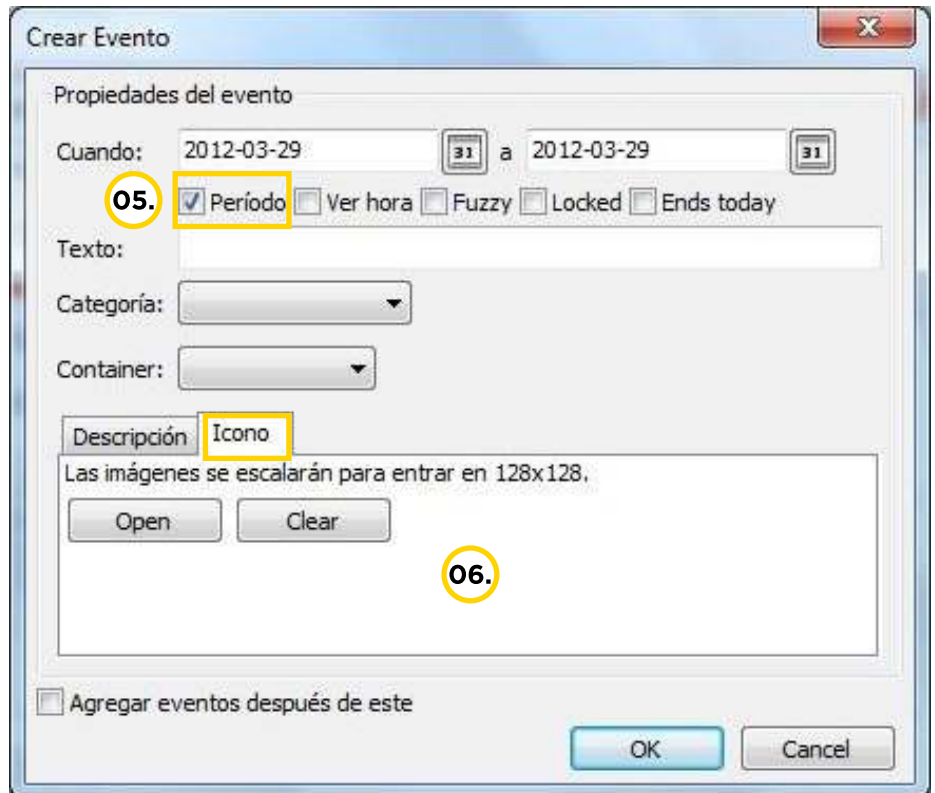 Crear Evento
Propiedades del evento
Cuando: 2012-03-29 31 a 2012-03-29 31
05. Período Ver hora Fuzzy Locked Ends today
Texto:
Categoría:
Container:
Descripción Icono
Las imágenes se escalarán para entrar en 128x128.
Open Clear
06.
Agregar eventos después de este
OK Cancel